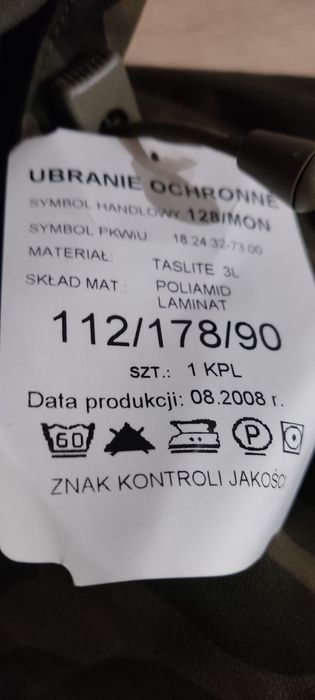 UBRANIE OCHRONNE
SYMBOL HANDLOWY 128/MON
SYMBOL PKWiU: 18.24.32-73.00
MATERIAŁ: TASLITE 3L
SKŁAD MAT.: POLIAMID
LAMINAT
112/178/90
SZT.: 1 KPL
Data produkcji: 08.2008 r.
60 P
ZNAK KONTROLI JAKOŚCI